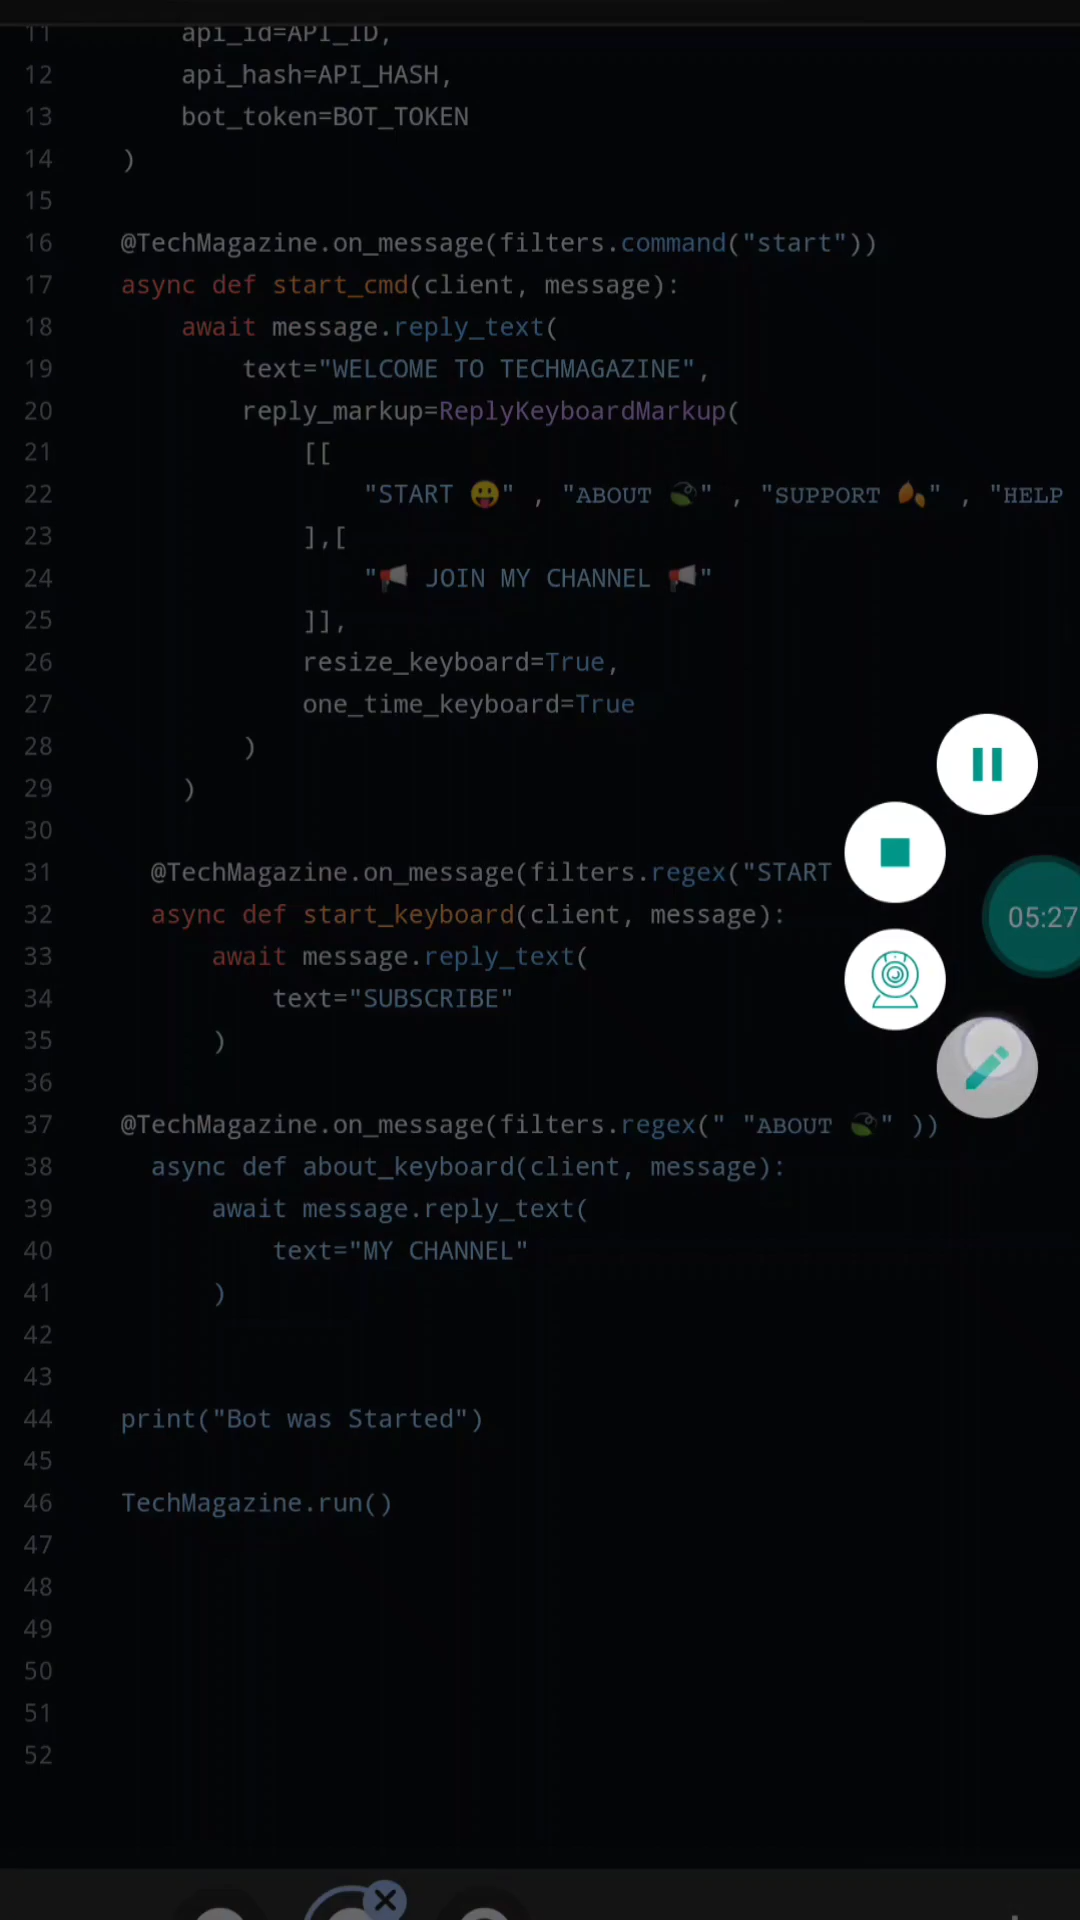 11 api_id=API_ID,
12 api_hash=API_HASH,
13 bot_token=BOT_TOKEN
14 )
15
16 @TechMagazine.on_message(filters.command("start"))
17 async def start_cmd(client, message):
18 await message.reply_text(
19 text="WELCOME TO TECHMAGAZINE",
20 reply_markup=ReplyKeyboardMarkup(
21 [[
22 "START 😛" , "ᴀʙᴏᴜᴛ 🍃" , "ꜱᴜᴘᴘᴏʀᴛ 🍂" , "ʜᴇʟᴘ
23 ],[
24 "📢 JOIN MY CHANNEL 📢"
25 ]],
26 resize_keyboard=True,
27 one_time_keyboard=True
28 )
29 )
30
31 @TechMagazine.on_message(filters.regex("START
32 async def start_keyboard(client, message):
33 await message.reply_text(
34 text="SUBSCRIBE"
35 )
36
37 @TechMagazine.on_message(filters.regex(" "ᴀʙᴏᴜᴛ 🍃" ))
38 async def about_keyboard(client, message):
39 await message.reply_text(
40 text="MY CHANNEL"
41 )
42
43
44 print("Bot was Started")
45
46 TechMagazine.run()
47
48
49
50
51
52
05:27